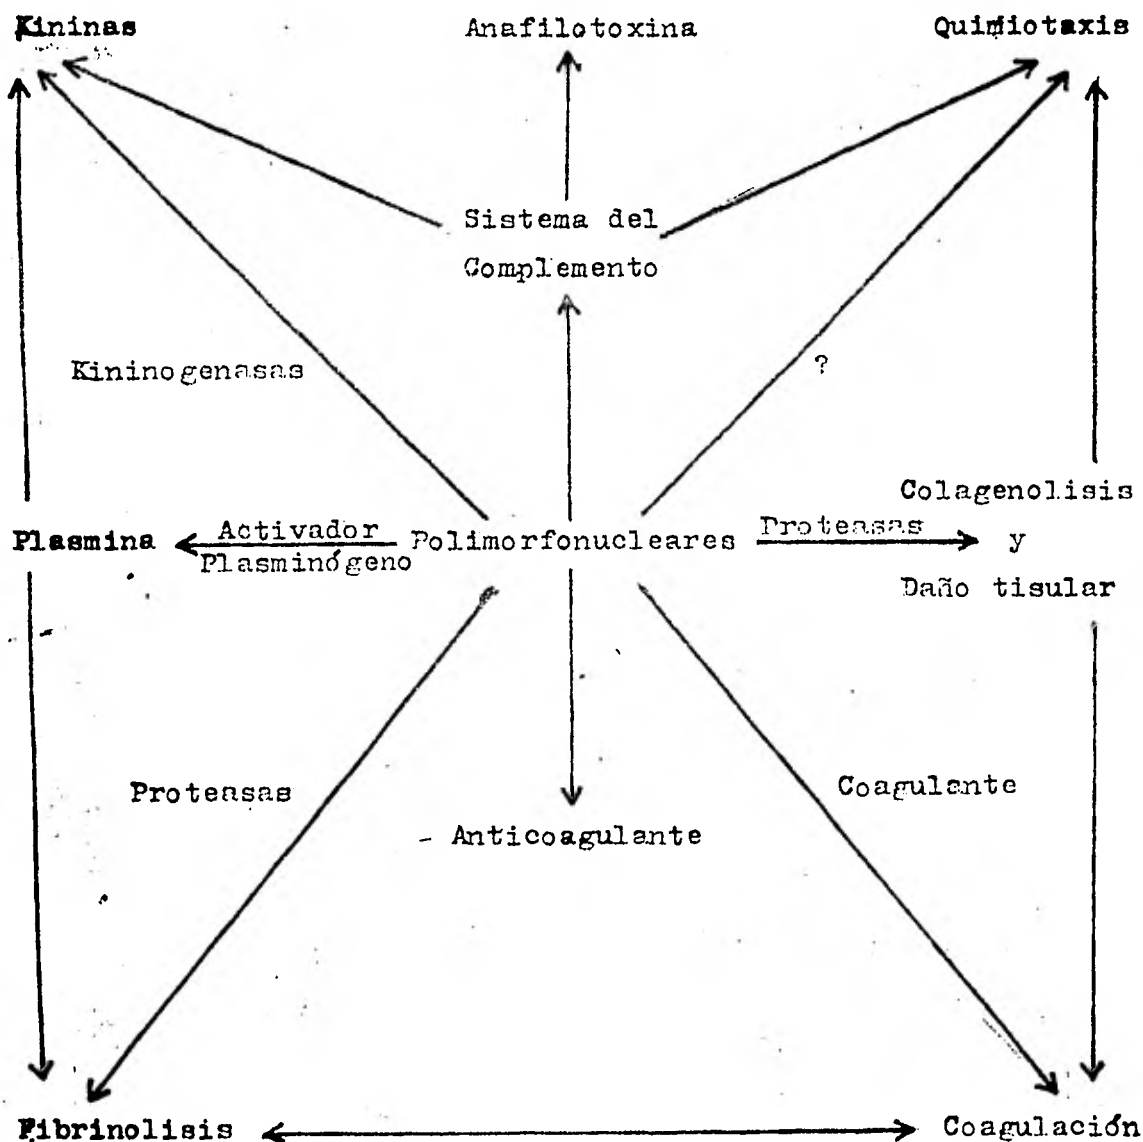 Kininas Anafilotoxina Quimiotaxis
Sistema del
Complemento
Kininogenasas ?
Colagenolisis
Plasmina Activador Polimorfonucleares Proteasas y
Plasminógeno
Daño tisular
Proteasas Coagulante
- Anticoagulante
Fibrinolisis Coagulación